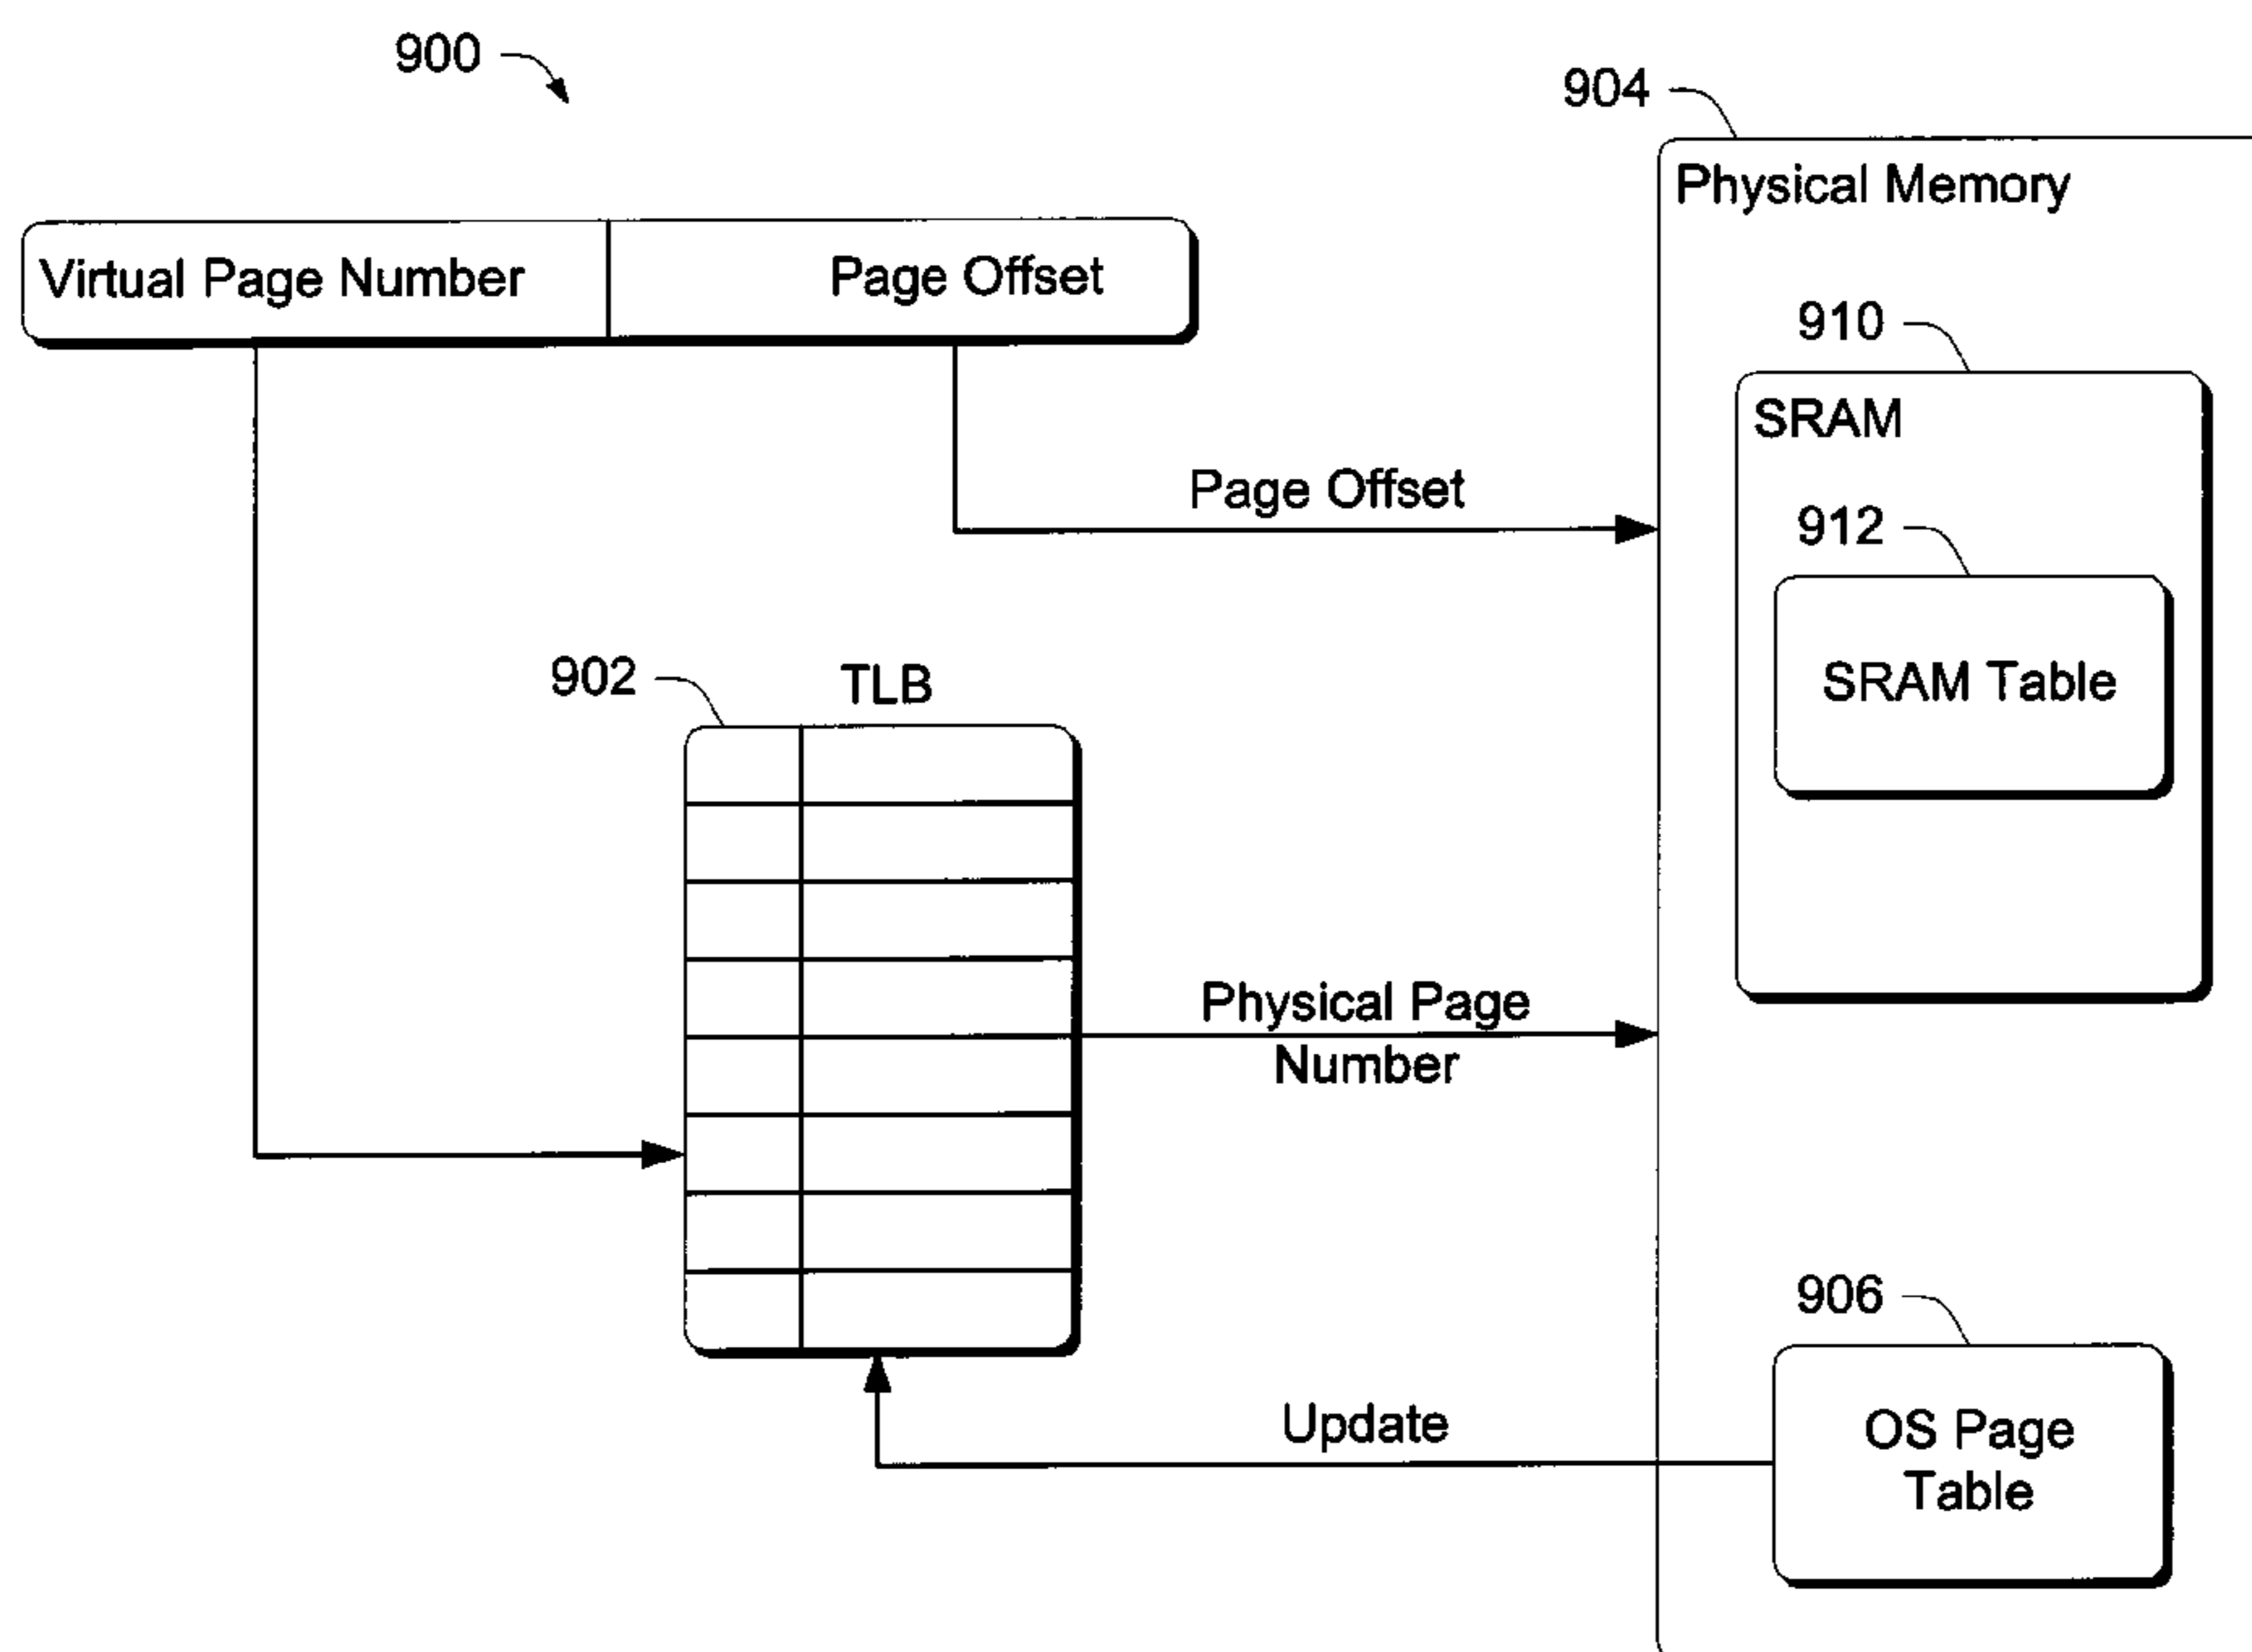 900
904
Physical Memory
Virtual Page Number
Page Offset
910
SRAM
Page Offset
912
SRAM Table
902
TLB
Physical Page
Number
906
Update
OS Page
Table